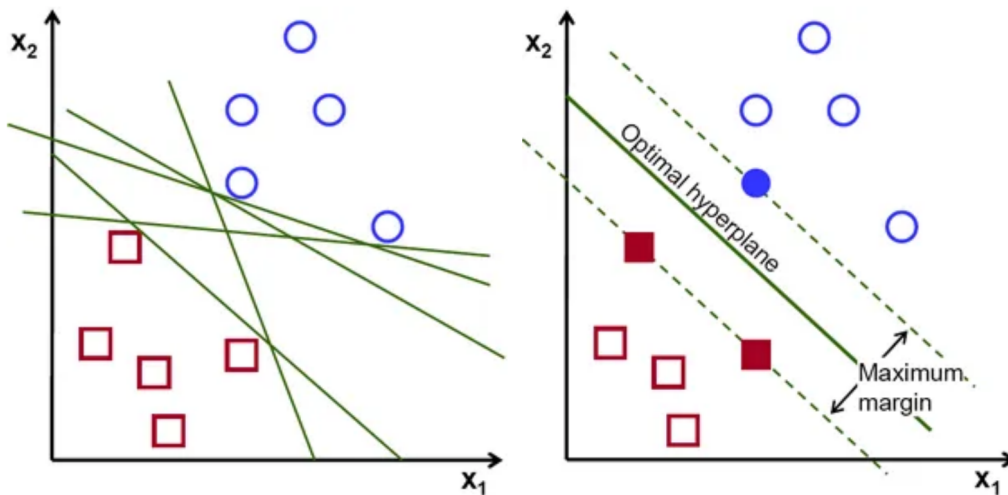 x₂
x₁
x₂
Optimal hyperplane
Maximum
margin
x₁